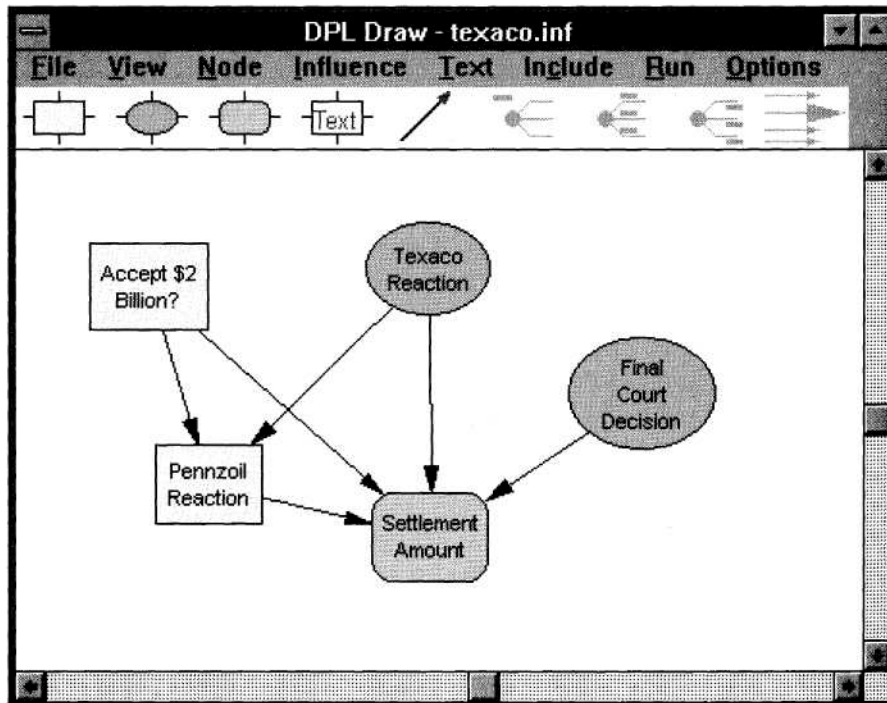 DPL Draw - texaco.inf
File View Node Influence Text Include Run Options
Text
Accept $2
Billion?
Texaco
Reaction
Final
Court
Decision
Pennzoil
Reaction
Settlement
Amount